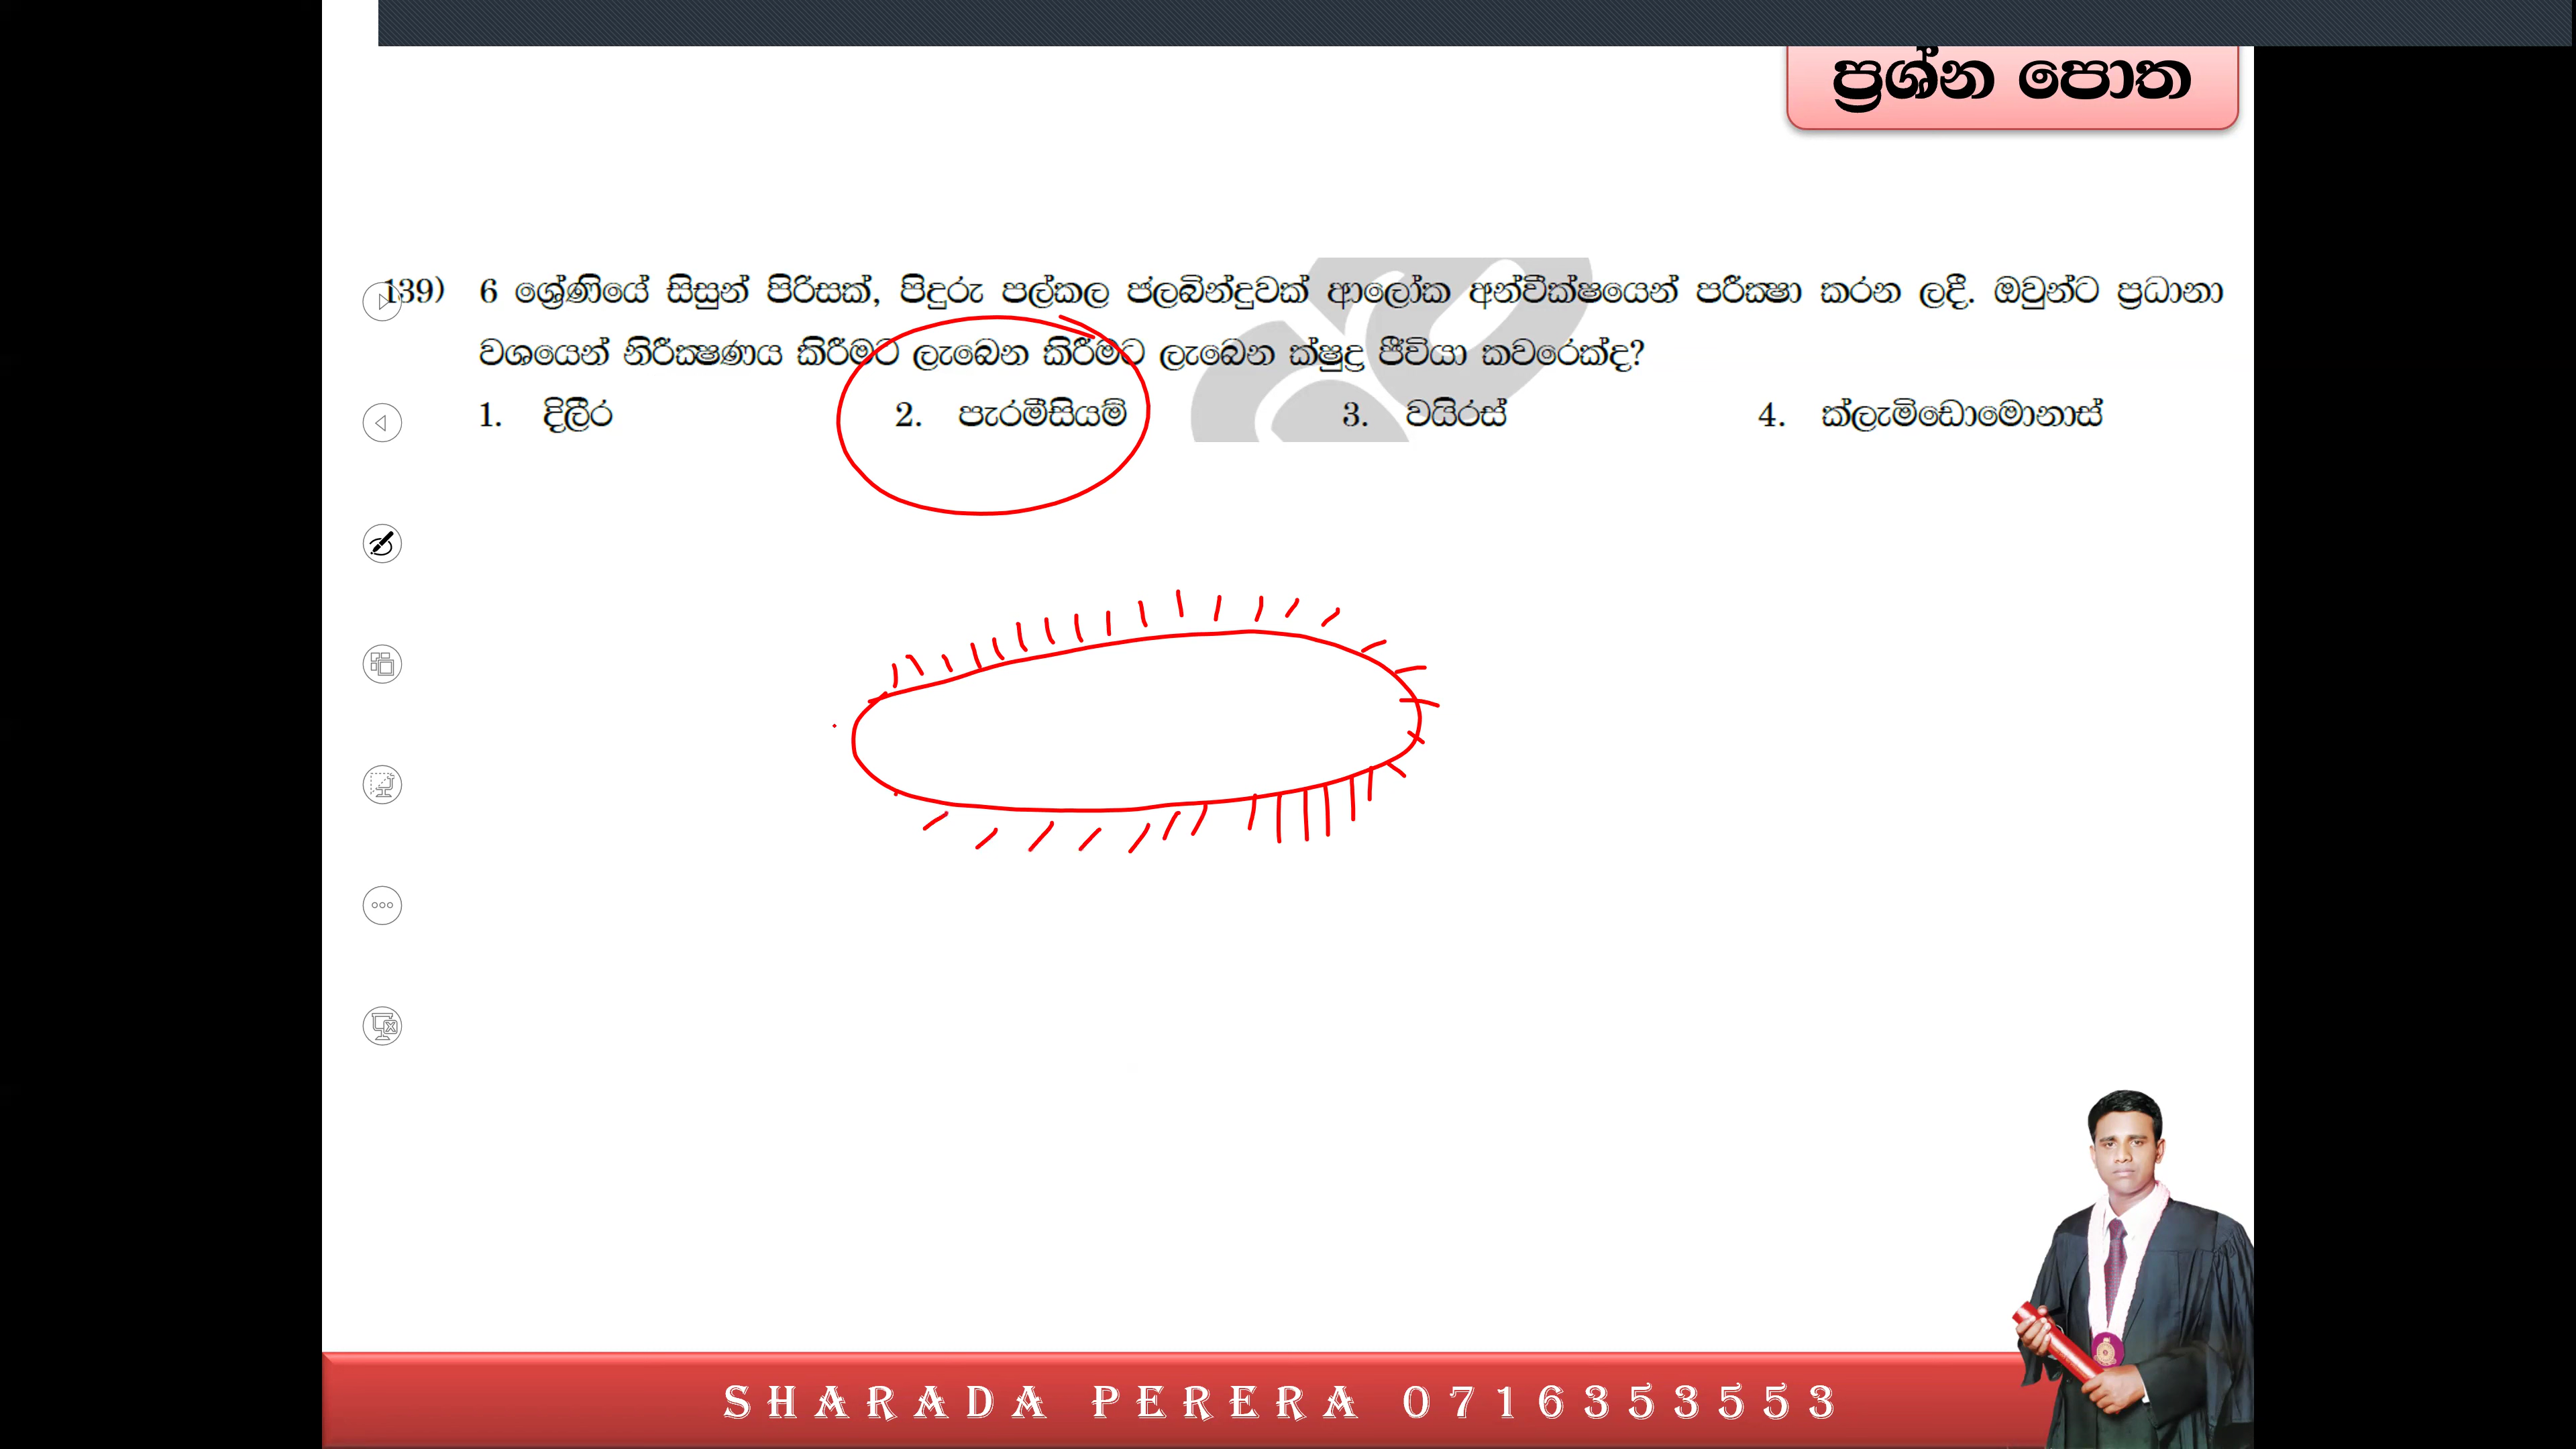 ප්‍රශ්න පොත
139) 6 ශ්‍රේණියේ සිසුන් පිරිසක්, පිදුරු පල්කල ජලබින්දුවක් ආලෝක අන්වීක්ෂයෙන් පරීක්‍ෂා කරන ලදී. ඔවුන්ට ප්‍රධානා
වශයෙන් නිරීක්‍ෂණය කිරීමට ලැබෙන කිරීමට ලැබෙන ක්ෂුද්‍ර ජීවියා කවරෙක්ද?
1. දිලීර 2. පැරමීසියම් 3. වයිරස් 4. ක්ලැමිඩොමොනාස්
SHARADA PERERA 0716353553